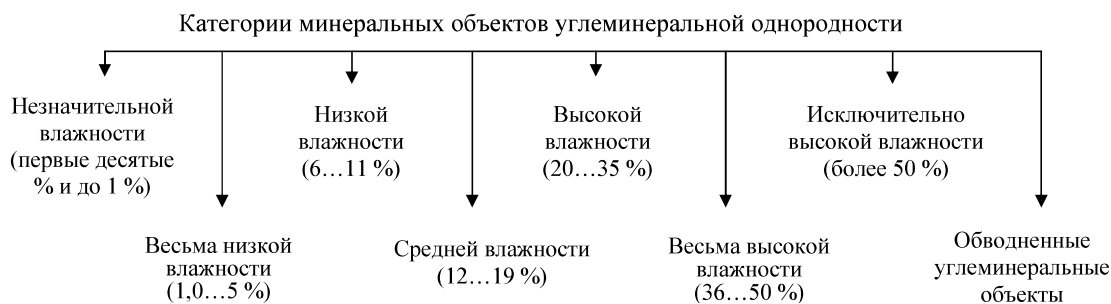 Категории минеральных объектов углеминеральной однородности
Незначительной
влажности
(первые десятые
% и до 1 %)
Низкой
влажности
(6…11 %)
Высокой
влажности
(20…35 %)
Исключительно
высокой влажности
(более 50 %)
Весьма низкой
влажности
(1,0…5 %)
Средней влажности
(12…19 %)
Весьма высокой
влажности
(36…50 %)
Обводненные
углеминеральные
объекты